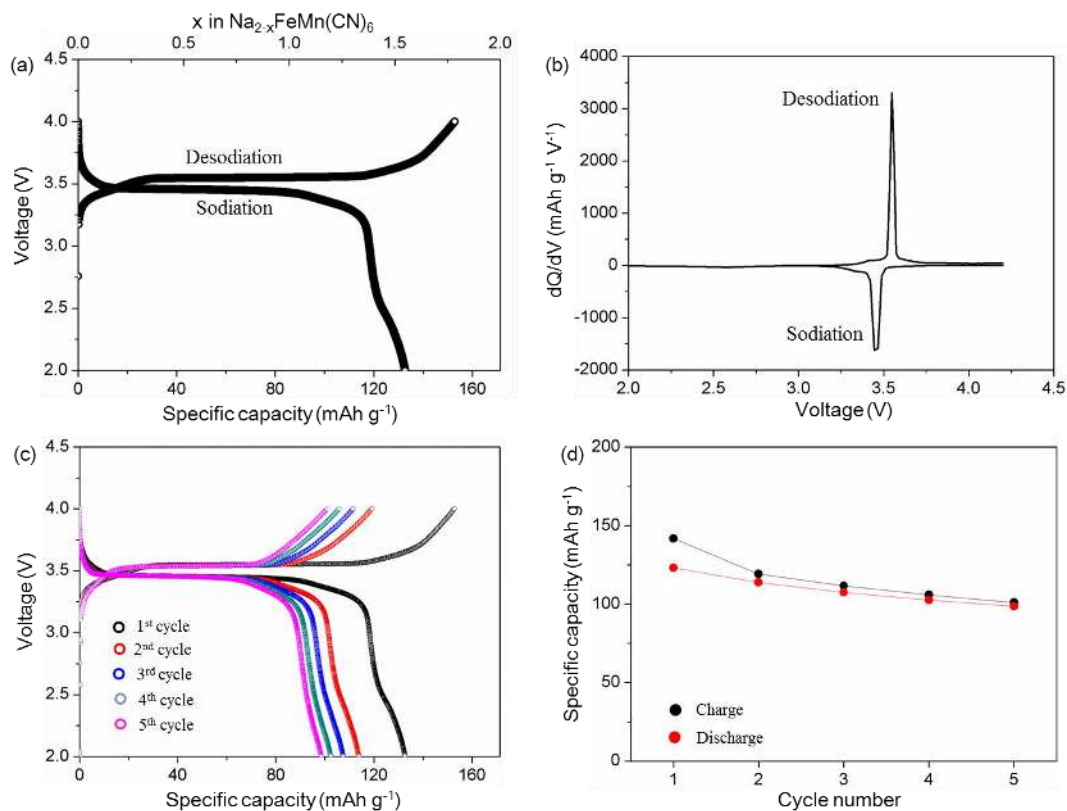 x in Na2-xFeMn(CN)6
0.0 0.5 1.0 1.5 2.0
(a)
4.5
4.0
3.5
3.0
2.5
2.0
Voltage (V)
Desodiation
Sodiation
0 40 80 120 160
Specific capacity (mAh g-1)
(b)
4000
3000
2000
1000
0
-1000
-2000
dQ/dV (mAh g-1 V-1)
Desodiation
Sodiation
2.0 2.5 3.0 3.5 4.0 4.5
Voltage (V)
(c)
4.5
4.0
3.5
3.0
2.5
2.0
Voltage (V)
1st cycle
2nd cycle
3rd cycle
4th cycle
5th cycle
0 40 80 120 160
Specific capacity (mAh g-1)
(d)
200
150
100
50
0
Specific capacity (mAh g-1)
Charge
Discharge
1 2 3 4 5
Cycle number